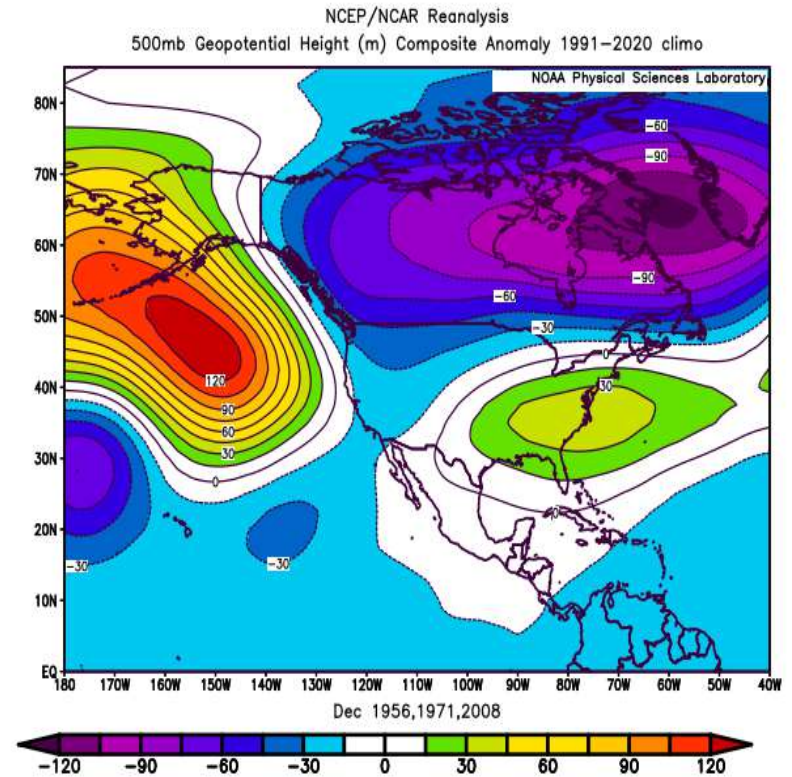 NCEP/NCAR Reanalysis
500mb Geopotential Height (m) Composite Anomaly 1991-2020 climo
NOAA Physical Sciences Laboratory
80N
-60
-90
70N
60N
-90
-60
50N
-30
0
120
30
40N
90
60
30
30N
0
0
20N
-30
-30
10N
EQ
180 170W 160W 150W 140W 130W 120W 110W 100W 90W 80W 70W 60W 50W 40W
Dec 1956,1971,2008
-120 -90 -60 -30 0 30 60 90 120